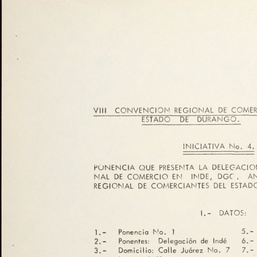 VIII CONVENCION REGIONAL DE COMER
ESTADO DE DURANGO.
INICIATIVA No. 4.
PONENCIA QUE PRESENTA LA DELEGACION
NAL DE COMERCIO EN INDE, DGO., AN
REGIONAL DE COMERCIANTES DEL ESTADO
1.- DATOS:
1.- Ponencia No. 1 5.-
2.- Ponentes: Delegación de Indé 6.-
3.- Domicilio: Calle Juárez No. 7 7.-